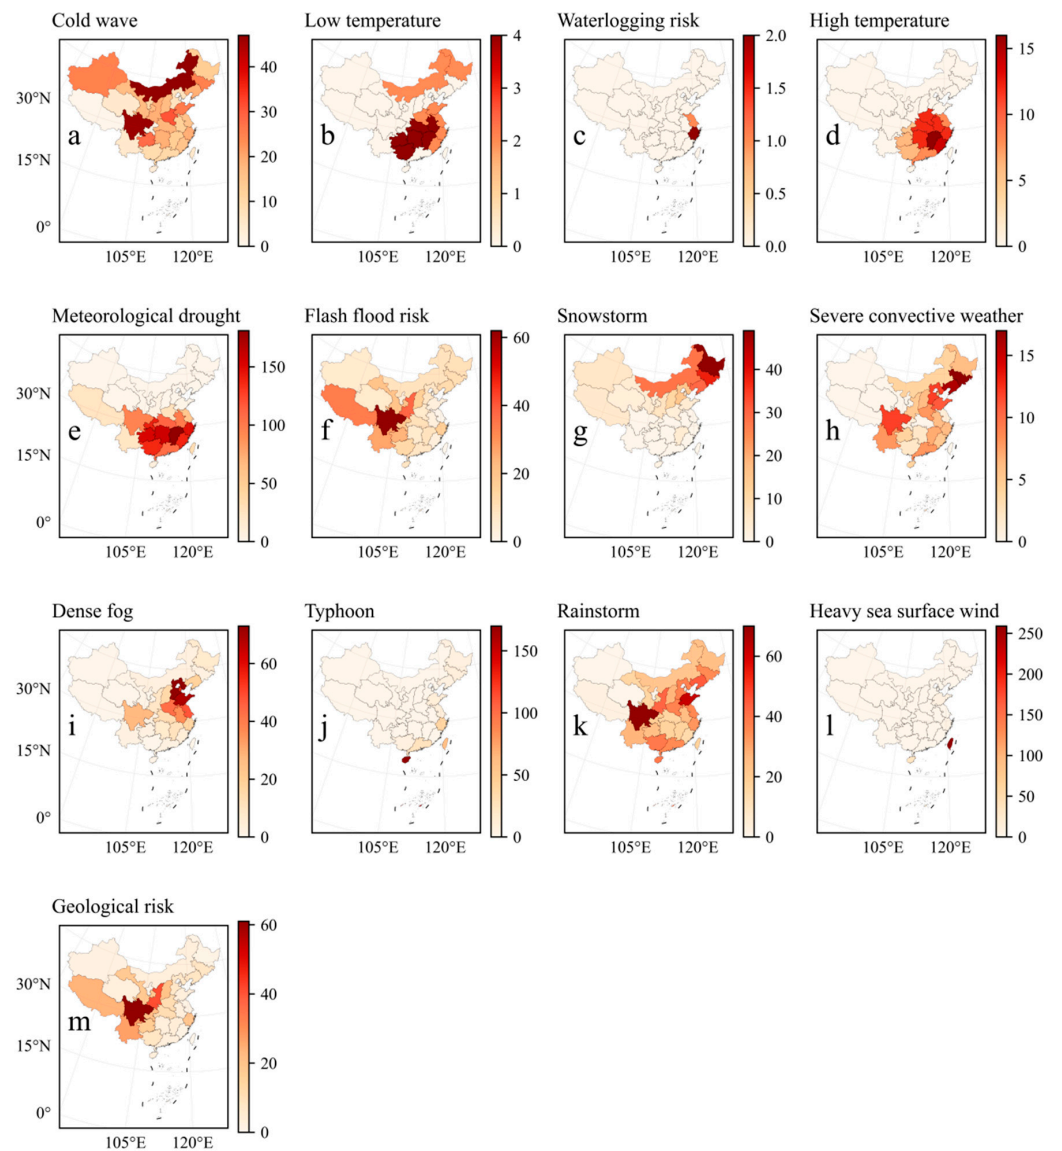 Cold wave
Low temperature
Waterlogging risk
High temperature
30°N
15°N
0°
a
40
30
20
10
0
105°E 120°E
b
4
3
2
1
0
105°E 120°E
c
2.0
1.5
1.0
0.5
0.0
105°E 120°E
d
15
10
5
0
105°E 120°E
Meteorological drought
Flash flood risk
Snowstorm
Severe convective weather
30°N
15°N
0°
e
150
100
50
0
105°E 120°E
f
60
40
20
0
105°E 120°E
g
40
30
20
10
0
105°E 120°E
h
15
10
5
0
105°E 120°E
Dense fog
Typhoon
Rainstorm
Heavy sea surface wind
30°N
15°N
0°
i
60
40
20
0
105°E 120°E
j
150
100
50
0
105°E 120°E
k
60
40
20
0
105°E 120°E
l
250
200
150
100
50
0
105°E 120°E
Geological risk
30°N
15°N
0°
m
60
40
20
0
105°E 120°E